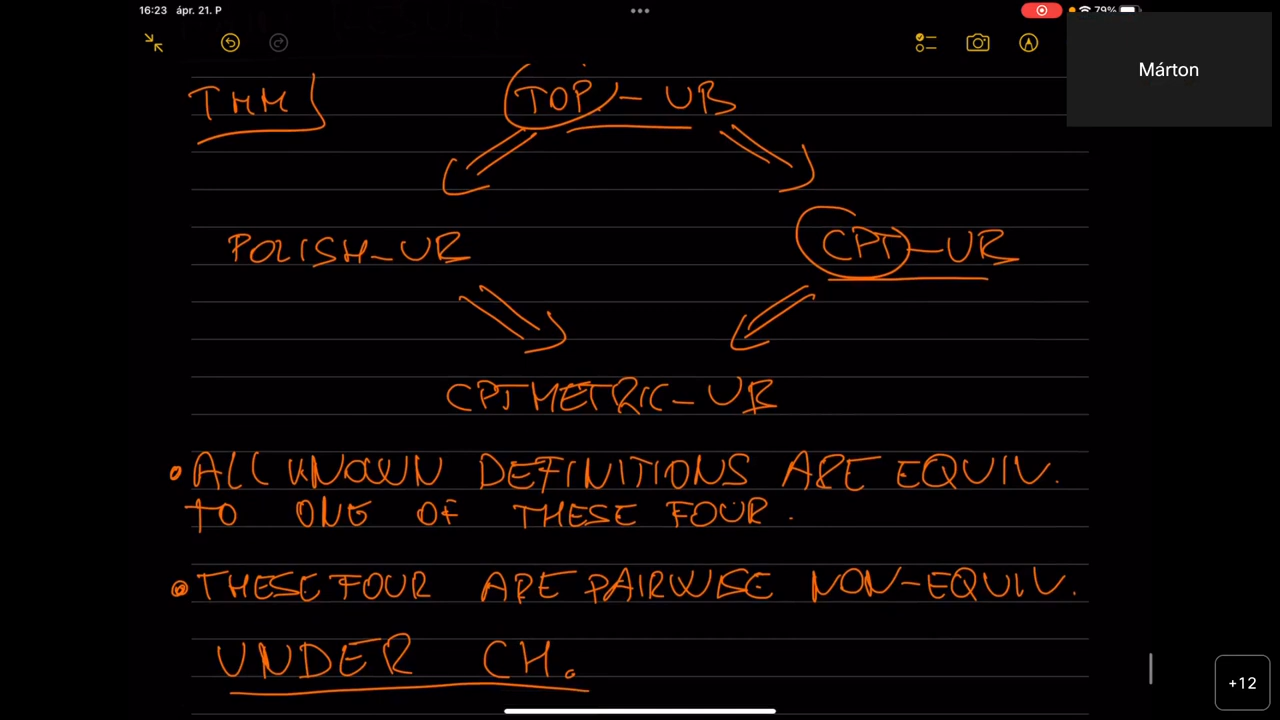 16:23 ápr. 21. P
79%
Márton
THM
TOP-UB
POLISH-UB
CPT-UB
CPTMETRIC-UB
• ALL KNOWN DEFINITIONS ARE EQUIV.
TO ONE OF THESE FOUR.
• THESE FOUR ARE PAIRWISE NON-EQUIV.
UNDER CH.
+12